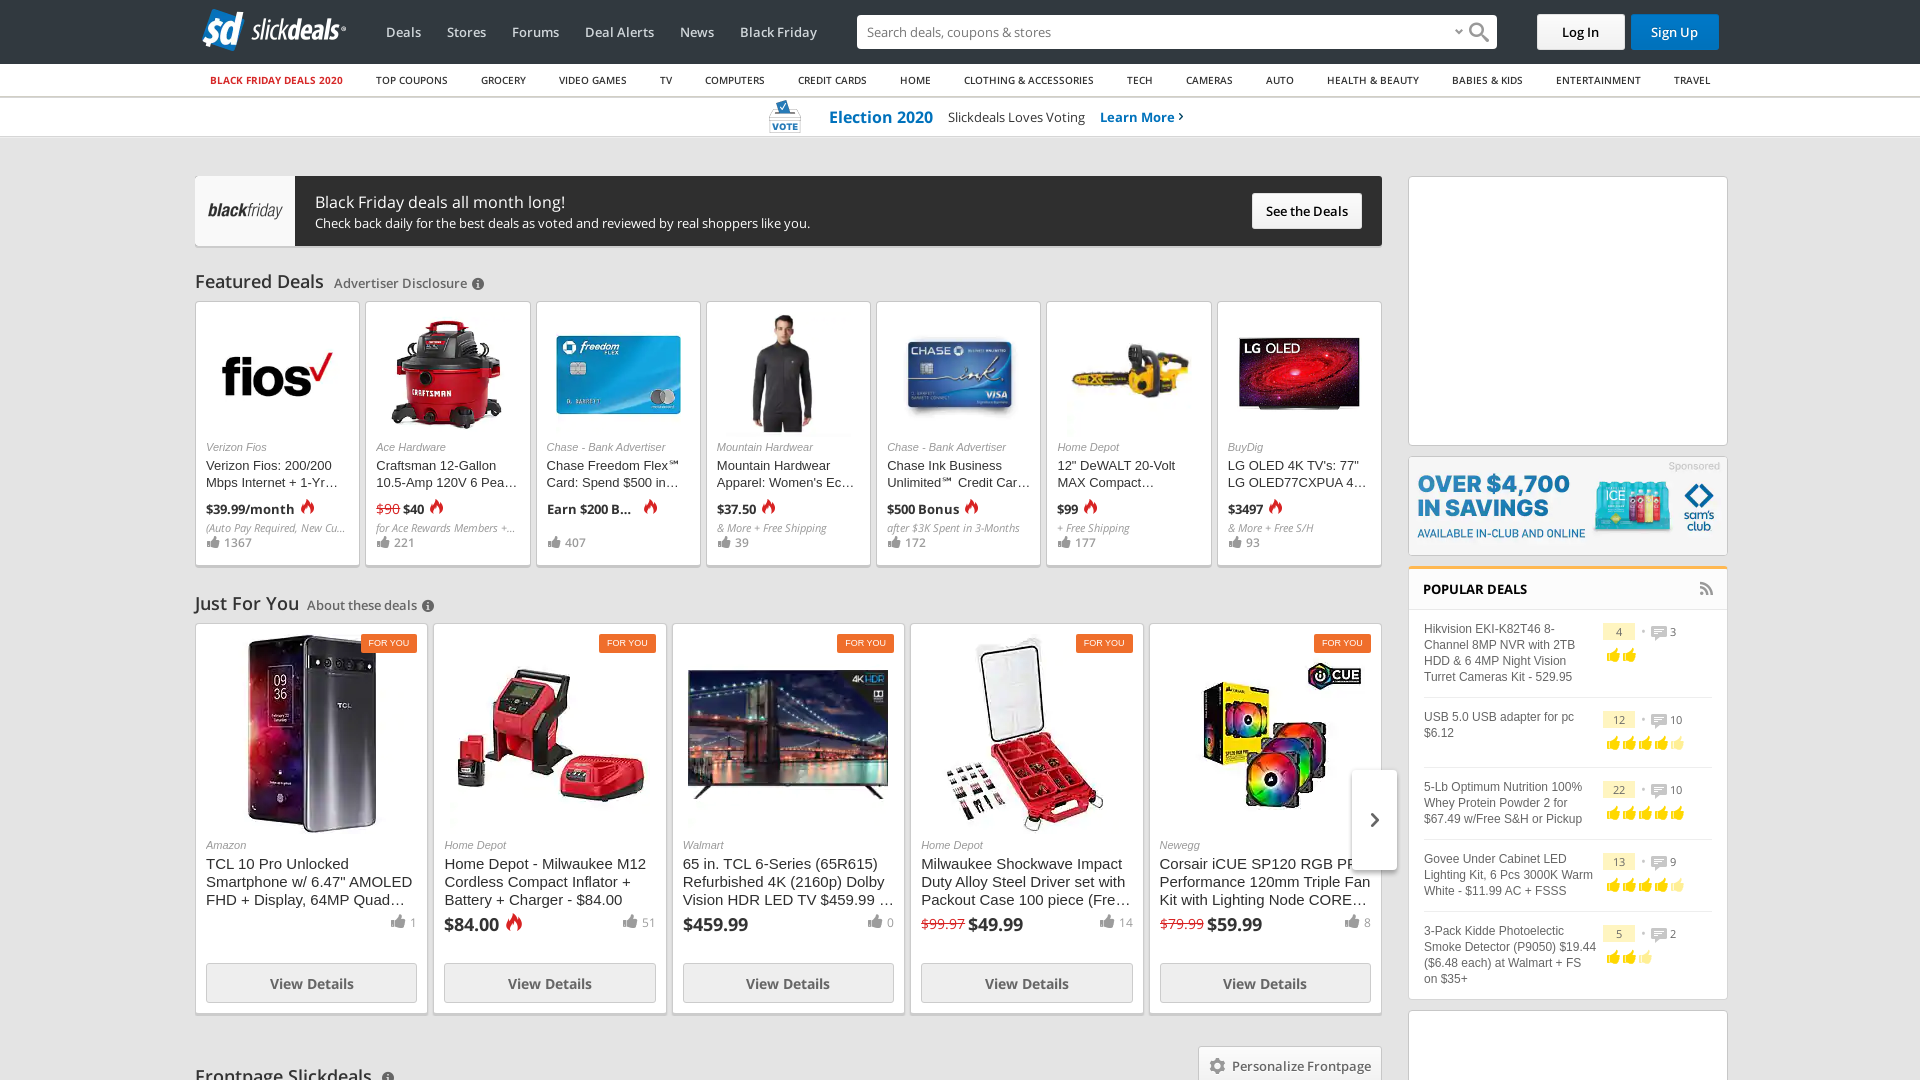 sd slickdeals
Deals
Stores
Forums
Deal Alerts
News
Black Friday
Search deals, coupons & stores
Log In
Sign Up
BLACK FRIDAY DEALS 2020
TOP COUPONS
GROCERY
VIDEO GAMES
TV
COMPUTERS
CREDIT CARDS
HOME
CLOTHING & ACCESSORIES
TECH
CAMERAS
AUTO
HEALTH & BEAUTY
BABIES & KIDS
ENTERTAINMENT
TRAVEL
VOTE
Election 2020
Slickdeals Loves Voting
Learn More
blackfriday
Black Friday deals all month long!
Check back daily for the best deals as voted and reviewed by real shoppers like you.
See the Deals
Featured Deals
Advertiser Disclosure
fios
Verizon Fios
Verizon Fios: 200/200
Mbps Internet + 1-Yr…
$39.99/month
(Auto Pay Required, New Cu…
1367
CRAFTSMAN
Ace Hardware
Craftsman 12-Gallon
10.5-Amp 120V 6 Pea…
$90 $40
for Ace Rewards Members +…
221
freedom
FLEX
Chase - Bank Advertiser
Chase Freedom Flex℠
Card: Spend $500 in…
Earn $200 B…
407
Mountain Hardwear
Mountain Hardwear
Apparel: Women's Ec…
$37.50
& More + Free Shipping
39
CHASE
ink
VISA
Chase - Bank Advertiser
Chase Ink Business
Unlimited℠ Credit Car…
$500 Bonus
after $3K Spent in 3-Months
172
Home Depot
12" DeWALT 20-Volt
MAX Compact…
$99
+ Free Shipping
177
LG OLED
BuyDig
LG OLED 4K TV's: 77"
LG OLED77CXPUA 4…
$3497
& More + Free S/H
93
Just For You
About these deals
FOR YOU
09
36
TCL
Amazon
TCL 10 Pro Unlocked
Smartphone w/ 6.47" AMOLED
FHD + Display, 64MP Quad…
1
View Details
FOR YOU
Home Depot
Home Depot - Milwaukee M12
Cordless Compact Inflator +
Battery + Charger - $84.00
$84.00
51
View Details
FOR YOU
4K HDR
Walmart
65 in. TCL 6-Series (65R615)
Refurbished 4K (2160p) Dolby
Vision HDR LED TV $459.99 …
$459.99
0
View Details
FOR YOU
Home Depot
Milwaukee Shockwave Impact
Duty Alloy Steel Driver set with
Packout Case 100 piece (Fre…
$99.97 $49.99
14
View Details
FOR YOU
iCUE
Newegg
Corsair iCUE SP120 RGB P
Performance 120mm Triple Fan
Kit with Lighting Node CORE…
$79.99 $59.99
8
View Details
Frontpage Slickdeals
Personalize Frontpage
Sponsored
OVER $4,700
IN SAVINGS
AVAILABLE IN-CLUB AND ONLINE
ICE
sam's
club
POPULAR DEALS
Hikvision EKI-K82T46 8-
Channel 8MP NVR with 2TB
HDD & 6 4MP Night Vision
Turret Cameras Kit - 529.95
4
3
USB 5.0 USB adapter for pc
$6.12
12
10
5-Lb Optimum Nutrition 100%
Whey Protein Powder 2 for
$67.49 w/Free S&H or Pickup
22
10
Govee Under Cabinet LED
Lighting Kit, 6 Pcs 3000K Warm
White - $11.99 AC + FSSS
13
9
3-Pack Kidde Photoelectic
Smoke Detector (P9050) $19.44
($6.48 each) at Walmart + FS
on $35+
5
2